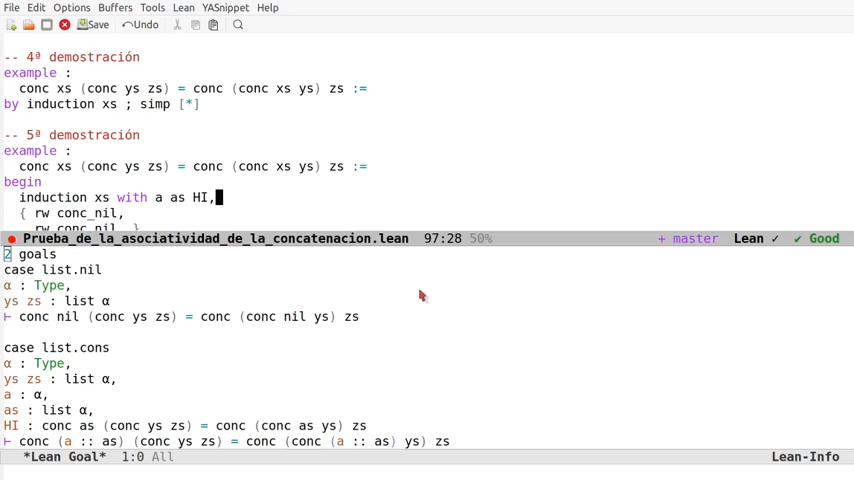 File Edit Options Buffers Tools Lean YASnippet Help
Save Undo
-- 4ª demostración
example :
  conc xs (conc ys zs) = conc (conc xs ys) zs :=
by induction xs ; simp [*]
-- 5ª demostración
example :
  conc xs (conc ys zs) = conc (conc xs ys) zs :=
begin
  induction xs with a as HI,
  { rw conc_nil,
    rw conc_nil, }
Prueba_de_la_asociatividad_de_la_concatenacion.lean 97:28 50% + master Lean ✓ ✔ Good
2 goals
case list.nil
α : Type,
ys zs : list α
⊢ conc nil (conc ys zs) = conc (conc nil ys) zs
case list.cons
α : Type,
ys zs : list α,
a : α,
as : list α,
HI : conc as (conc ys zs) = conc (conc as ys) zs
⊢ conc (a :: as) (conc ys zs) = conc (conc (a :: as) ys) zs
*Lean Goal* 1:0 All Lean-Info